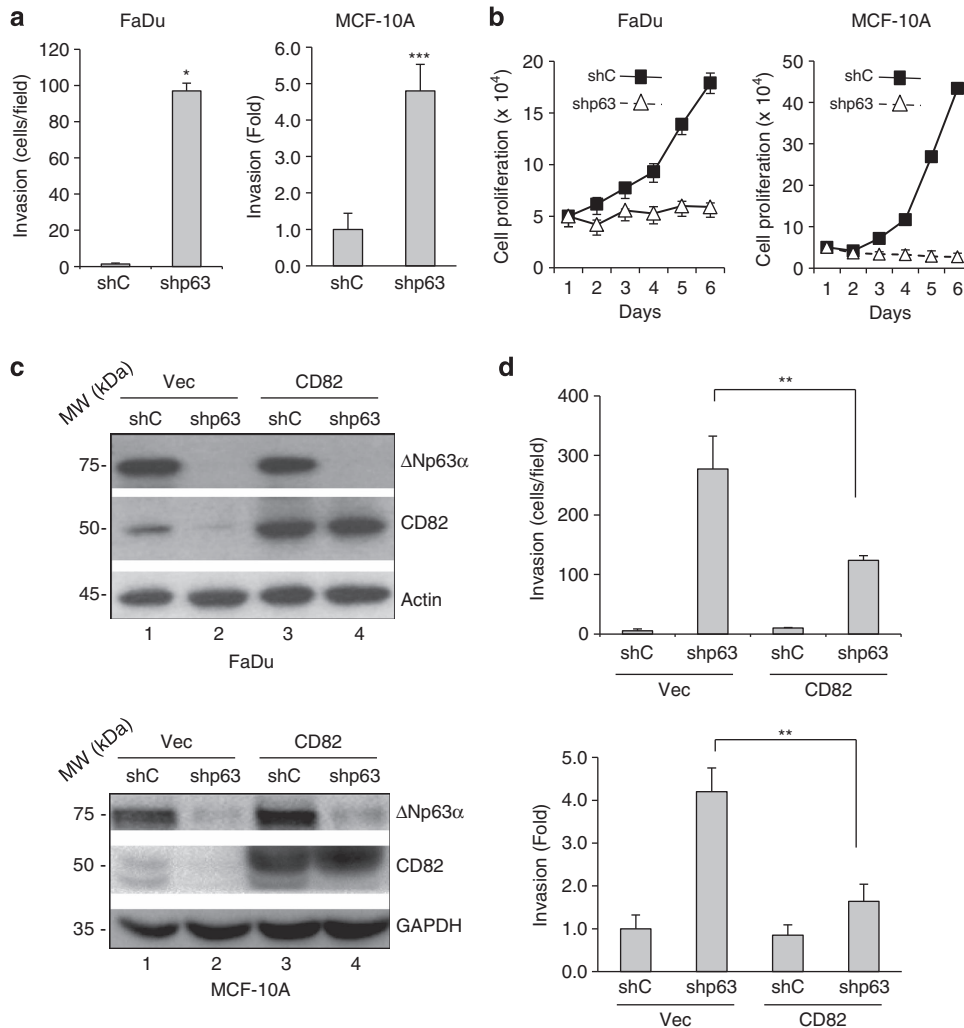 a
FaDu
Invasion (cells/field)
120
100
80
60
40
20
0
*
shC
shp63
MCF-10A
Invasion (Fold)
6.0
5.0
4.0
3.0
2.0
1.0
0.0
***
shC
shp63
b
FaDu
Cell proliferation (x 10⁴)
20
15
10
5
0
shC
shp63
1 2 3 4 5 6
Days
MCF-10A
Cell proliferation (x 10⁴)
50
40
30
20
10
0
shC
shp63
1 2 3 4 5 6
Days
c
MW (kDa)
Vec CD82
shC shp63 shC shp63
75- ΔNp63α
50- CD82
45- Actin
1 2 3 4
FaDu
MW (kDa)
Vec CD82
shC shp63 shC shp63
75 - ΔNp63α
50 - CD82
35 - GAPDH
1 2 3 4
MCF-10A
d
Invasion (cells/field)
400
300
200
100
0
**
shC shp63 shC shp63
Vec CD82
Invasion (Fold)
5.0
4.0
3.0
2.0
1.0
0.0
**
shC shp63 shC shp63
Vec CD82